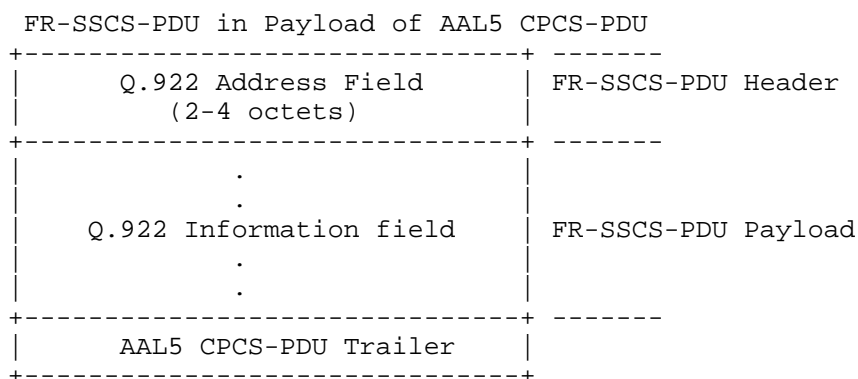 FR-SSCS-PDU in Payload of AAL5 CPCS-PDU
+-------------------------------+ -------
|       Q.922 Address Field      | FR-SSCS-PDU Header
|          (2-4 octets)          |
+-------------------------------+ -------
|              .                 |
|              .                 |
|     Q.922 Information field    | FR-SSCS-PDU Payload
|              .                 |
|              .                 |
+-------------------------------+ -------
|       AAL5 CPCS-PDU Trailer    |
+-------------------------------+